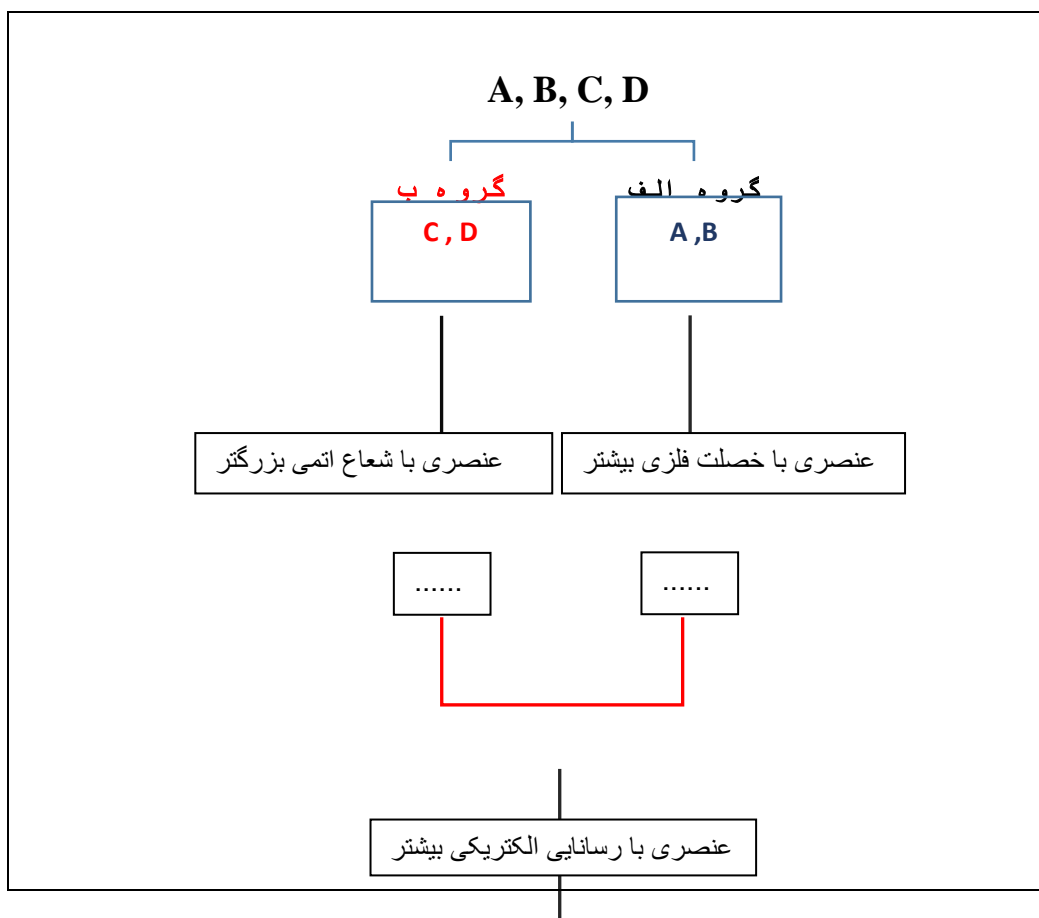 A, B, C, D
گروه الف
گروه ب
A ,B
C , D
عنصری با خصلت فلزی بیشتر
عنصری با شعاع اتمی بزرگتر
......
......
عنصری با رسانایی الکتریکی بیشتر